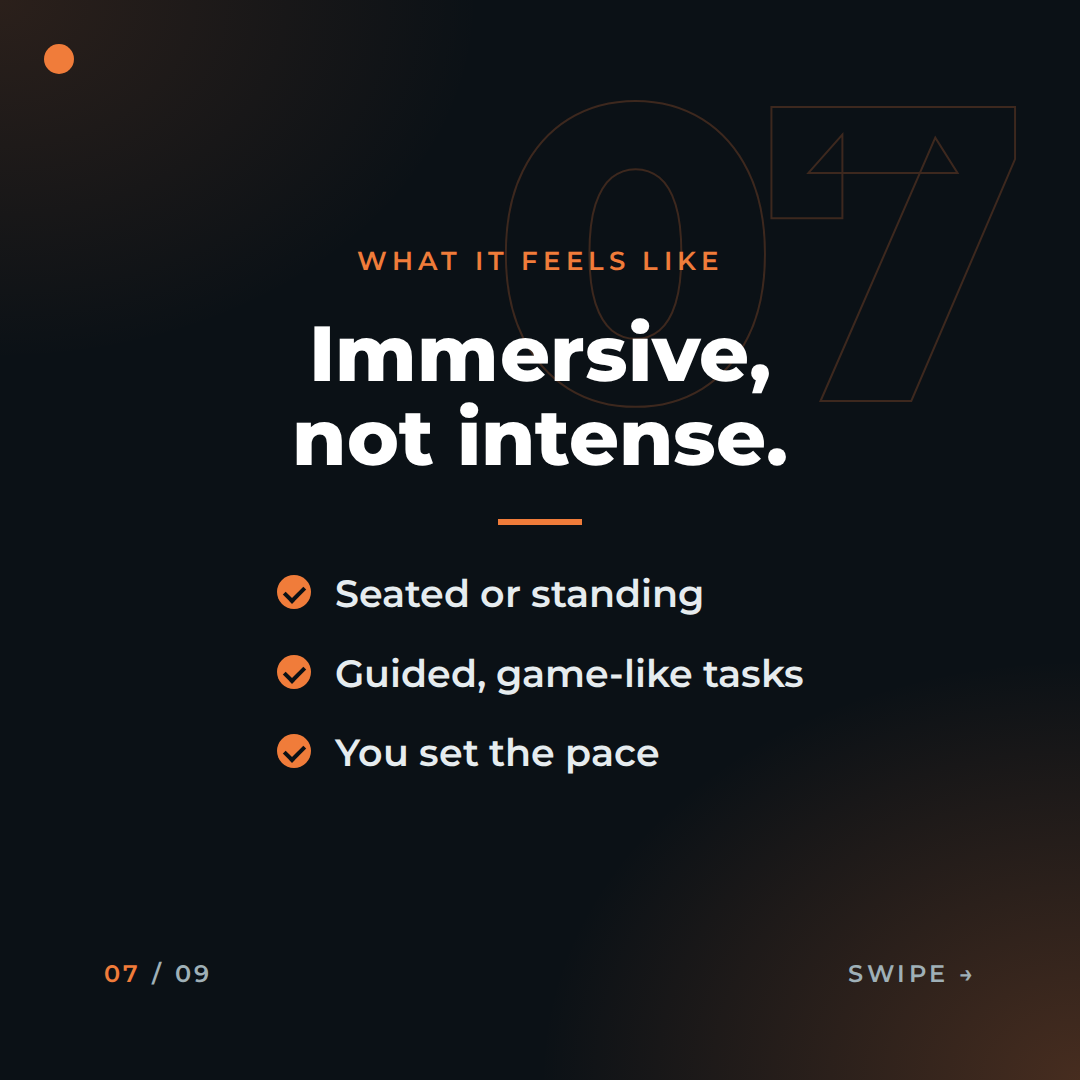 07
WHAT IT FEELS LIKE
Immersive,
not intense.
Seated or standing
Guided, game-like tasks
You set the pace
07 / 09
SWIPE →